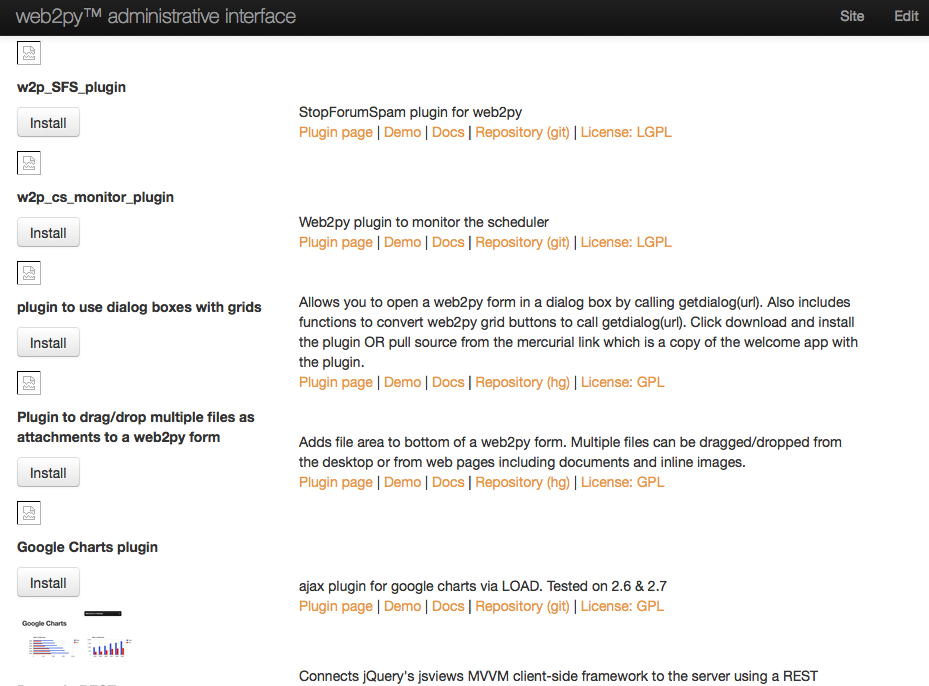 web2py™ administrative interface
Site
Edit
w2p_SFS_plugin
Install
StopForumSpam plugin for web2py
Plugin page | Demo | Docs | Repository (git) | License: LGPL
w2p_cs_monitor_plugin
Install
Web2py plugin to monitor the scheduler
Plugin page | Demo | Docs | Repository (git) | License: LGPL
plugin to use dialog boxes with grids
Install
Allows you to open a web2py form in a dialog box by calling getdialog(url). Also includes
functions to convert web2py grid buttons to call getdialog(url). Click download and install
the plugin OR pull source from the mercurial link which is a copy of the welcome app with
the plugin.
Plugin page | Demo | Docs | Repository (hg) | License: GPL
Plugin to drag/drop multiple files as
attachments to a web2py form
Install
Adds file area to bottom of a web2py form. Multiple files can be dragged/dropped from
the desktop or from web pages including documents and inline images.
Plugin page | Demo | Docs | Repository (hg) | License: GPL
Google Charts plugin
Install
ajax plugin for google charts via LOAD. Tested on 2.6 & 2.7
Plugin page | Demo | Docs | Repository (git) | License: GPL
Google Charts
Connects jQuery's jsviews MVVM client-side framework to the server using a REST